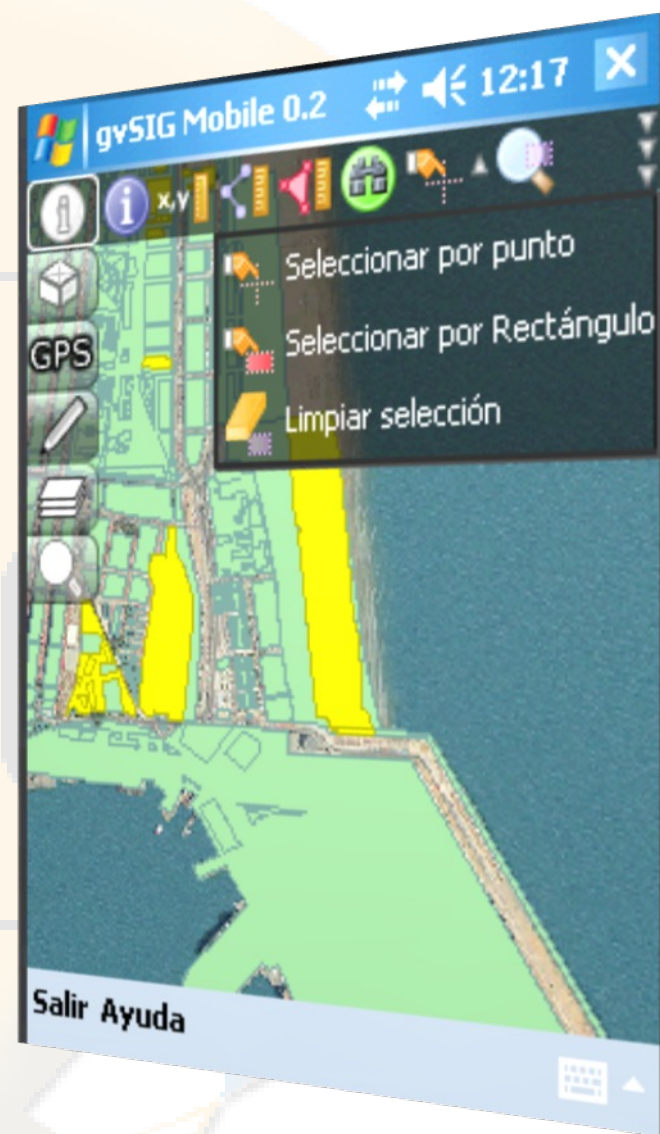 gvSIG Mobile 0.2 12:17
x,y
Seleccionar por punto
GPS
Seleccionar por Rectángulo
Limpiar selección
Salir Ayuda